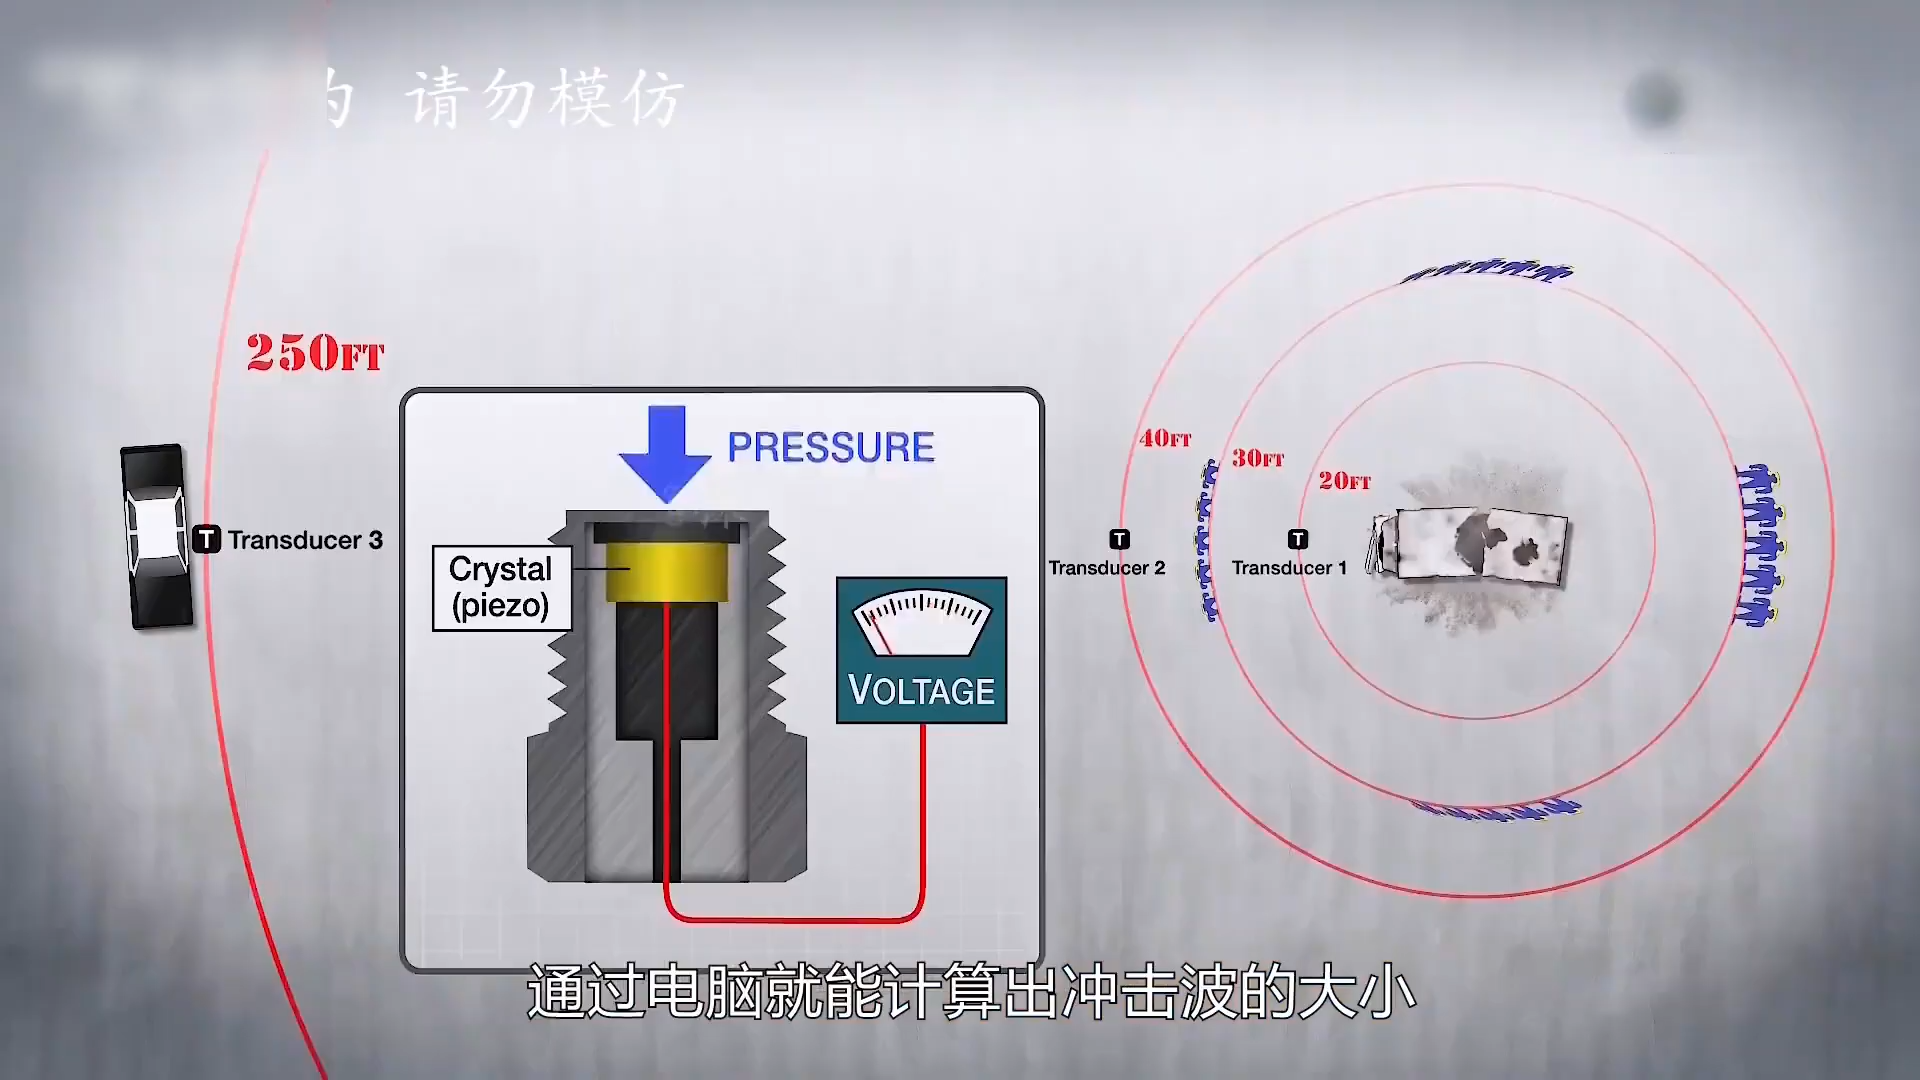 请勿模仿
250FT
PRESSURE
Crystal
(piezo)
VOLTAGE
T Transducer 3
40FT
30FT
20FT
T
Transducer 2
T
Transducer 1
通过电脑就能计算出冲击波的大小